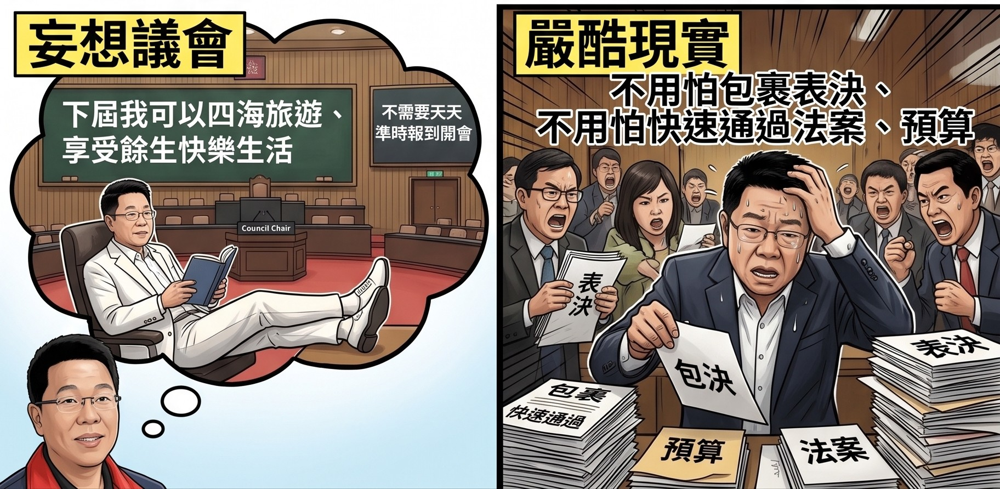 妄想議會
下屆我可以四海旅遊、
享受餘生快樂生活
不需要天天
準時報到開會
Council Chair
嚴酷現實
不用怕包裹表決、
不用怕快速通過法案、預算
表
決
包決
表決
包裹
快速通過
預算
法案